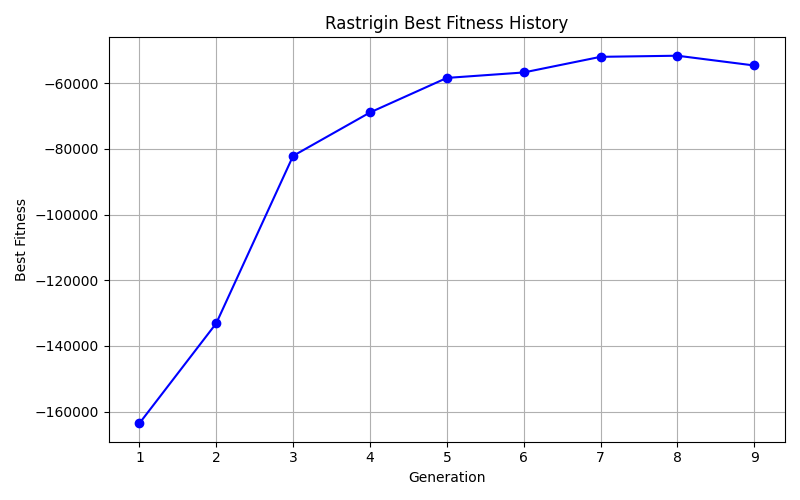 Rastrigin Best Fitness History
Best Fitness
−60000
−80000
−100000
−120000
−140000
−160000
1 2 3 4 5 6 7 8 9
Generation